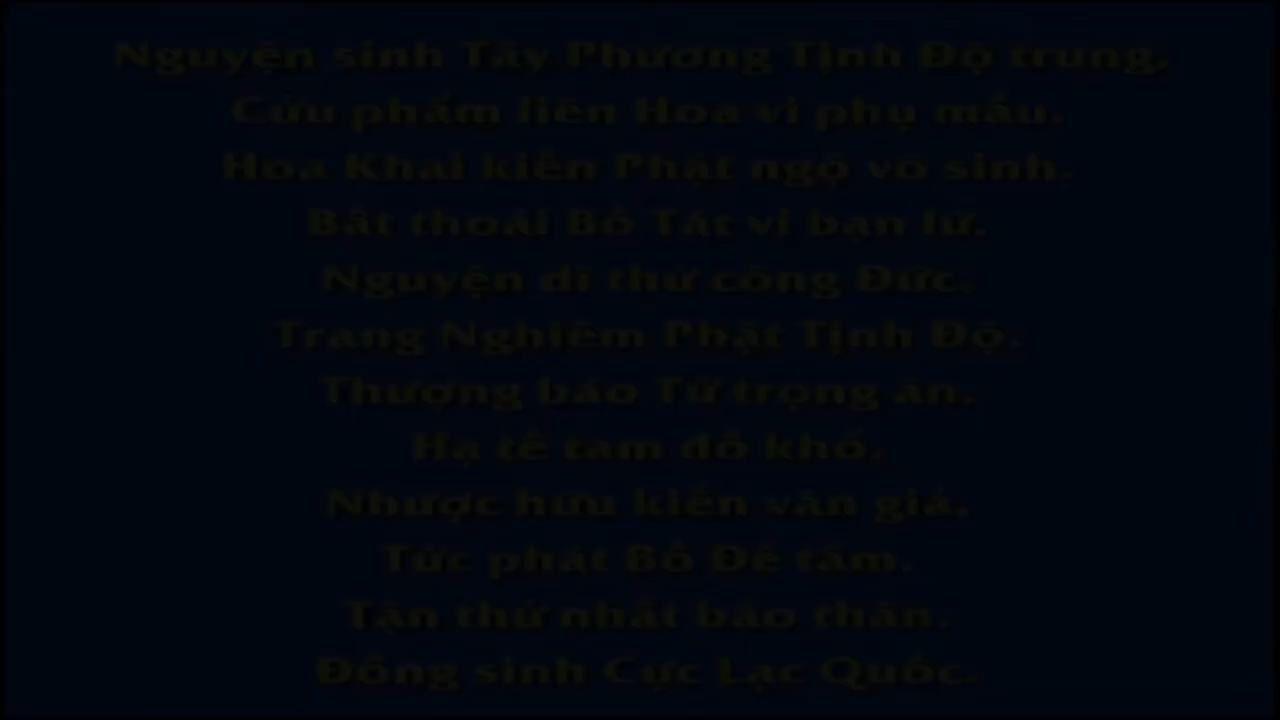 Nguyện sinh Tây Phương Tịnh Độ trung,
Cửu phẩm liên Hoa vi phụ mẫu.
Hoa Khai kiến Phật ngộ vô sinh.
Bất thoái Bồ Tát vi bạn lữ.
Nguyện dĩ thử công Đức.
Trang Nghiêm Phật Tịnh Độ.
Thượng báo Tứ trọng ân.
Hạ tế tam đồ khổ.
Nhược hữu kiến văn giả.
Tức phát Bồ Đề tâm.
Tận thử nhất báo thân.
Đồng sinh Cực Lạc Quốc.